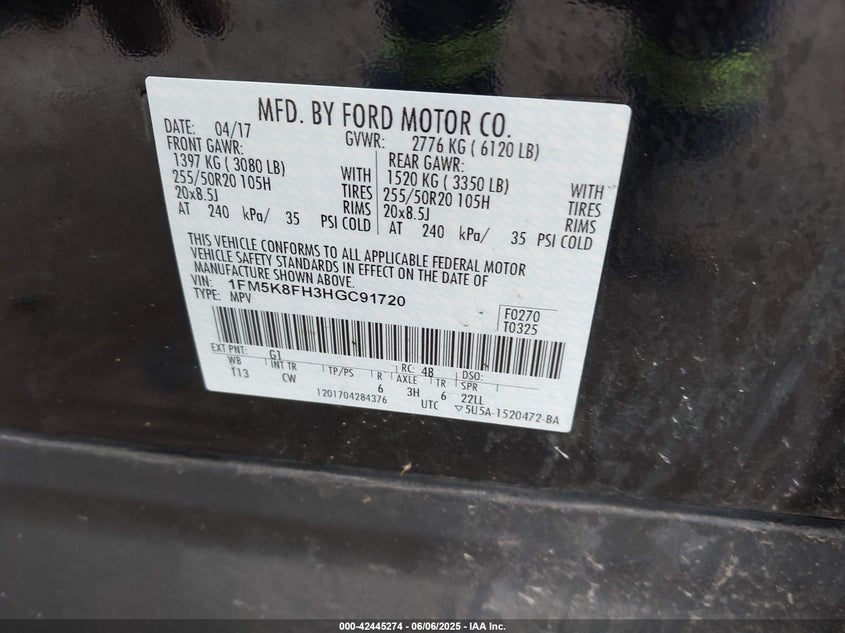 MFD. BY FORD MOTOR CO.
DATE: 04/17 GVWR: 2776 KG ( 6120 LB)
FRONT GAWR: REAR GAWR:
1397 KG ( 3080 LB) WITH 1520 KG ( 3350 LB) WITH
255/50R20 105H TIRES 255/50R20 105H TIRES
20x8.5J RIMS 20x8.5J RIMS
AT 240 kPa/ 35 PSI COLD AT 240 kPa/ 35 PSI COLD
THIS VEHICLE CONFORMS TO ALL APPLICABLE FEDERAL MOTOR
VEHICLE SAFETY STANDARDS IN EFFECT ON THE DATE OF
MANUFACTURE SHOWN ABOVE.
VIN: 1FM5K8FH3HGC91720
TYPE: MPV
F0270
T0325
EXT PNT: G1 RC: 48 DSO:
WB INT TR TP/PS R AXLE TR SPR
113 CW 6 3H 6 22LL
1201704284376 UTC ▽5U5A-1520472-BA
000-42445274 | 06/06/2025 - IAA Inc.